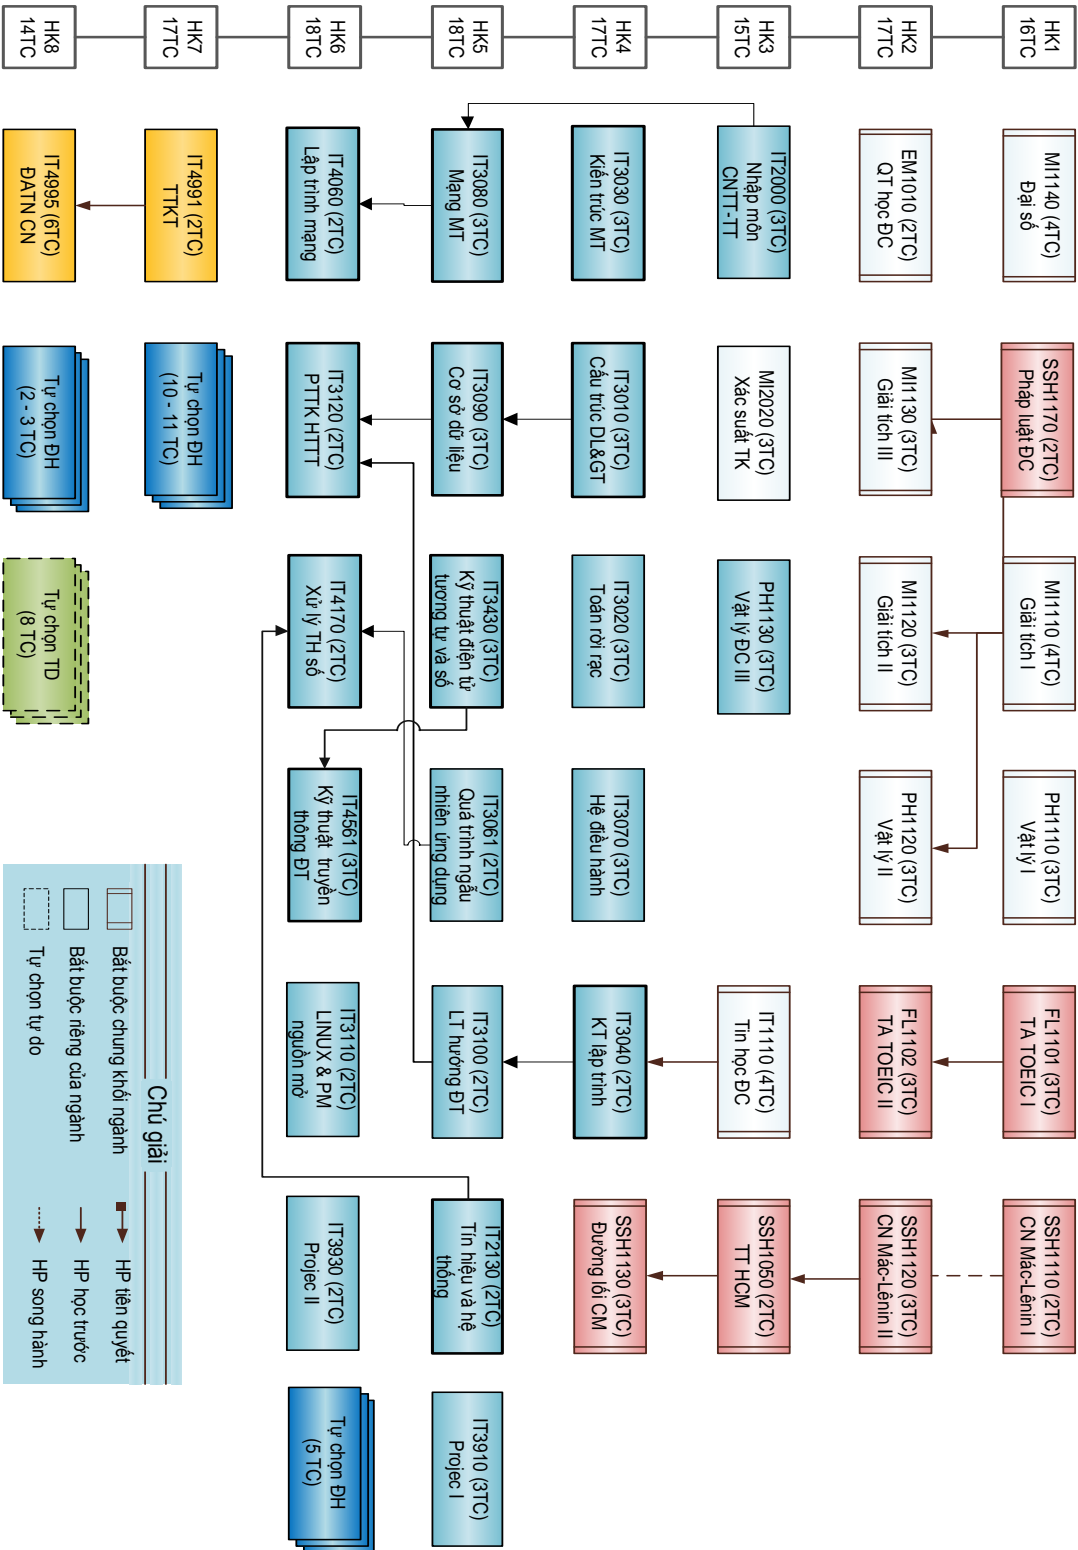 HK1
16TC
MI1140 (4TC)
Đại số
SSH1170 (2TC)
Pháp luật ĐC
MI1110 (4TC)
Giải tích I
PH1110 (3TC)
Vật lý I
FL1101 (3TC)
TA TOEIC I
SSH1110 (2TC)
CN Mác-Lênin I
HK2
17TC
EM1010 (2TC)
QT học ĐC
MI1130 (3TC)
Giải tích III
MI1120 (3TC)
Giải tích II
PH1120 (3TC)
Vật lý II
FL1102 (3TC)
TA TOEIC II
SSH1120 (3TC)
CN Mác-Lênin II
HK3
15TC
IT2000 (3TC)
Nhập môn
CNTT-TT
MI2020 (3TC)
Xác suất TK
PH1130 (3TC)
Vật lý ĐC III
IT1110 (4TC)
Tin học ĐC
SSH1050 (2TC)
TT HCM
HK4
17TC
IT3030 (3TC)
Kiến trúc MT
IT3010 (3TC)
Cấu trúc DL&GT
IT3020 (3TC)
Toán rời rạc
IT3070 (3TC)
Hệ điều hành
IT3040 (2TC)
KT lập trình
SSH1130 (3TC)
Đường lối CM
HK5
18TC
IT3080 (3TC)
Mạng MT
IT3090 (3TC)
Cơ sở dữ liệu
IT3430 (3TC)
Kỹ thuật điện tử
tương tự và số
IT3061 (2TC)
Quá trình ngẫu
nhiên ứng dụng
IT3100 (2TC)
LT hướng ĐT
IT2130 (2TC)
Tín hiệu và hệ
thống
IT3910 (3TC)
Projec I
HK6
18TC
IT4060 (2TC)
Lập trình mạng
IT3120 (2TC)
PTTK HTTT
IT4170 (2TC)
Xử lý TH số
IT4561 (3TC)
Kỹ thuật truyền
thông ĐT
IT3110 (2TC)
LINUX & PM
nguồn mở
IT3930 (2TC)
Projec II
Tự chọn ĐH
(5 TC)
HK7
17TC
IT4991 (2TC)
TTKT
Tự chọn ĐH
(10 - 11 TC)
HK8
14TC
IT4995 (6TC)
ĐATN CN
Tự chọn ĐH
(2 - 3 TC)
Tự chọn TD
(8 TC)
Chú giải
Bắt buộc chung khối ngành
HP tiên quyết
Bắt buộc riêng của ngành
HP học trước
Tự chọn tự do
HP song hành